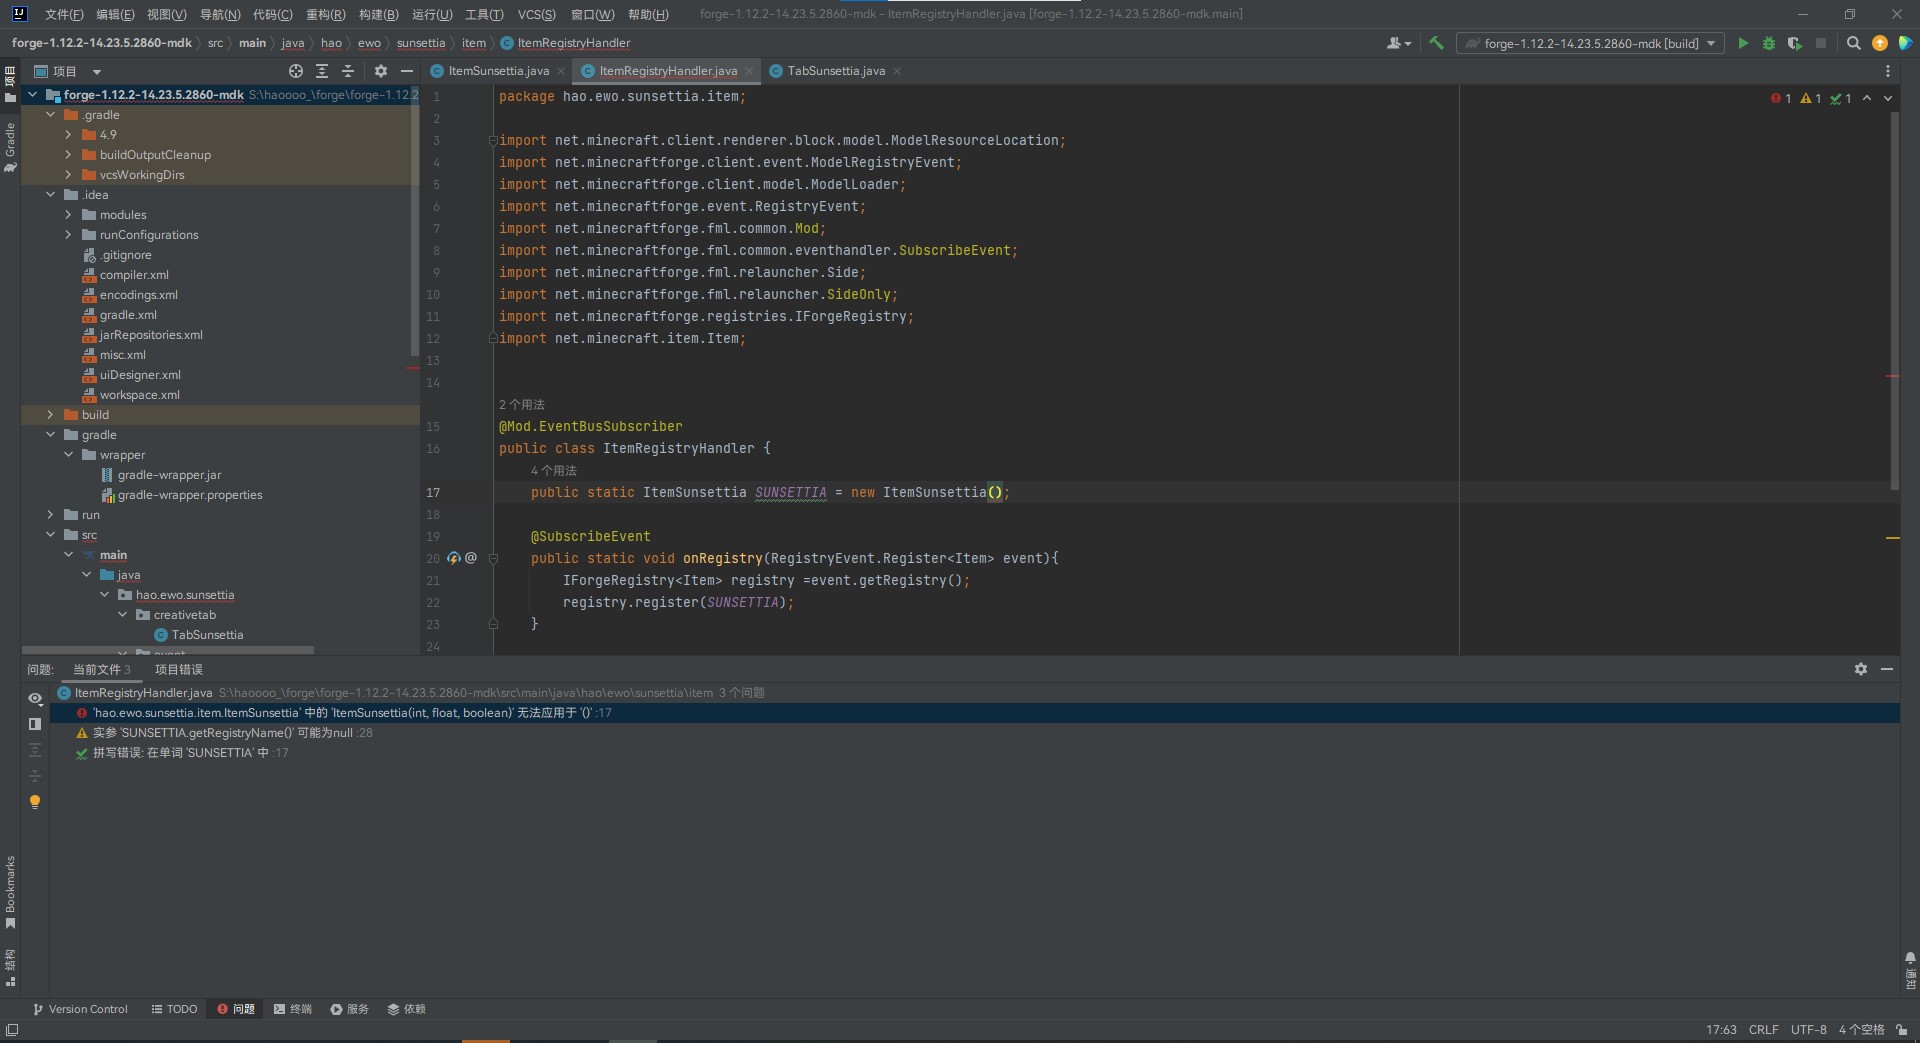 文件(F) 编辑(E) 视图(V) 导航(N) 代码(C) 重构(R) 构建(B) 运行(U) 工具(T) VCS(S) 窗口(W) 帮助(H) forge-1.12.2-14.23.5.2860-mdk - ItemRegistryHandler.java [forge-1.12.2-14.23.5.2860-mdk.main]
forge-1.12.2-14.23.5.2860-mdk src main java hao ewo sunsettia item ItemRegistryHandler forge-1.12.2-14.23.5.2860-mdk [build]
项目
ItemSunsettia.java ItemRegistryHandler.java TabSunsettia.java
项目
Gradle
Bookmarks
结构
forge-1.12.2-14.23.5.2860-mdk S:\haoooo_\forge\forge-1.12.2
.gradle
4.9
buildOutputCleanup
vcsWorkingDirs
.idea
modules
runConfigurations
.gitignore
compiler.xml
encodings.xml
gradle.xml
jarRepositories.xml
misc.xml
uiDesigner.xml
workspace.xml
build
gradle
wrapper
gradle-wrapper.jar
gradle-wrapper.properties
run
src
main
java
hao.ewo.sunsettia
creativetab
TabSunsettia
event
1 1 1
1 package hao.ewo.sunsettia.item;
2
3 import net.minecraft.client.renderer.block.model.ModelResourceLocation;
4 import net.minecraftforge.client.event.ModelRegistryEvent;
5 import net.minecraftforge.client.model.ModelLoader;
6 import net.minecraftforge.event.RegistryEvent;
7 import net.minecraftforge.fml.common.Mod;
8 import net.minecraftforge.fml.common.eventhandler.SubscribeEvent;
9 import net.minecraftforge.fml.relauncher.Side;
10 import net.minecraftforge.fml.relauncher.SideOnly;
11 import net.minecraftforge.registries.IForgeRegistry;
12 import net.minecraft.item.Item;
13
14
2 个用法
15 @Mod.EventBusSubscriber
16 public class ItemRegistryHandler {
4 个用法
17 public static ItemSunsettia SUNSETTIA = new ItemSunsettia();
18
19 @SubscribeEvent
20 @ public static void onRegistry(RegistryEvent.Register<Item> event){
21 IForgeRegistry<Item> registry =event.getRegistry();
22 registry.register(SUNSETTIA);
23 }
24
问题: 当前文件 3 项目错误
ItemRegistryHandler.java S:\haoooo_\forge\forge-1.12.2-14.23.5.2860-mdk\src\main\java\hao\ewo\sunsettia\item 3 个问题
'hao.ewo.sunsettia.item.ItemSunsettia' 中的 'ItemSunsettia(int, float, boolean)' 无法应用于 '()' :17
实参 'SUNSETTIA.getRegistryName()' 可能为null :28
拼写错误: 在单词 'SUNSETTIA' 中 :17
通知
Version Control TODO 问题 终端 服务 依赖
17:63 CRLF UTF-8 4 个空格